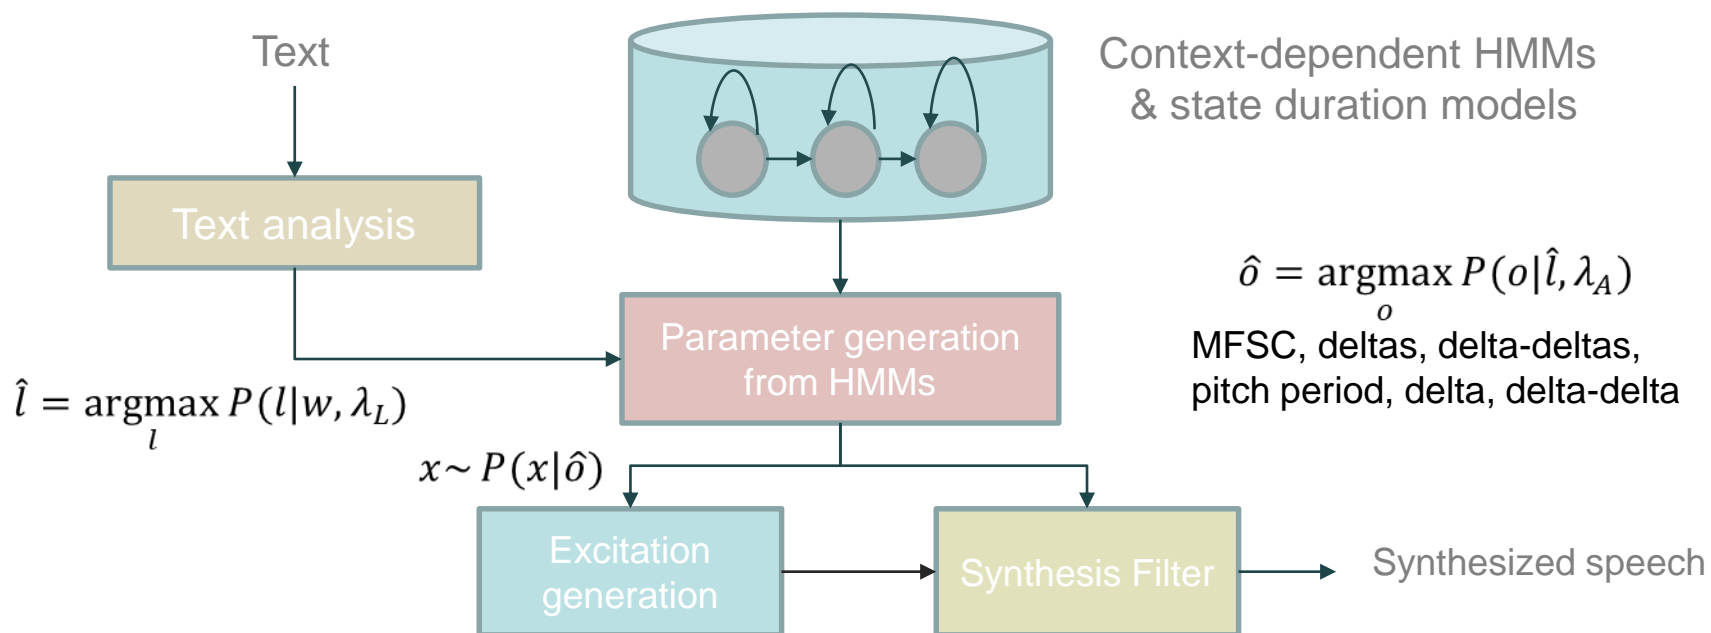 Text
Context-dependent HMMs
& state duration models
Text analysis
ô = argmax P(o|l̂, λ_A)
o
Parameter generation
from HMMs
MFSC, deltas, delta-deltas,
pitch period, delta, delta-delta
l̂ = argmax P(l|w, λ_L)
l
x~ P(x|ô)
Excitation
generation
Synthesis Filter
Synthesized speech